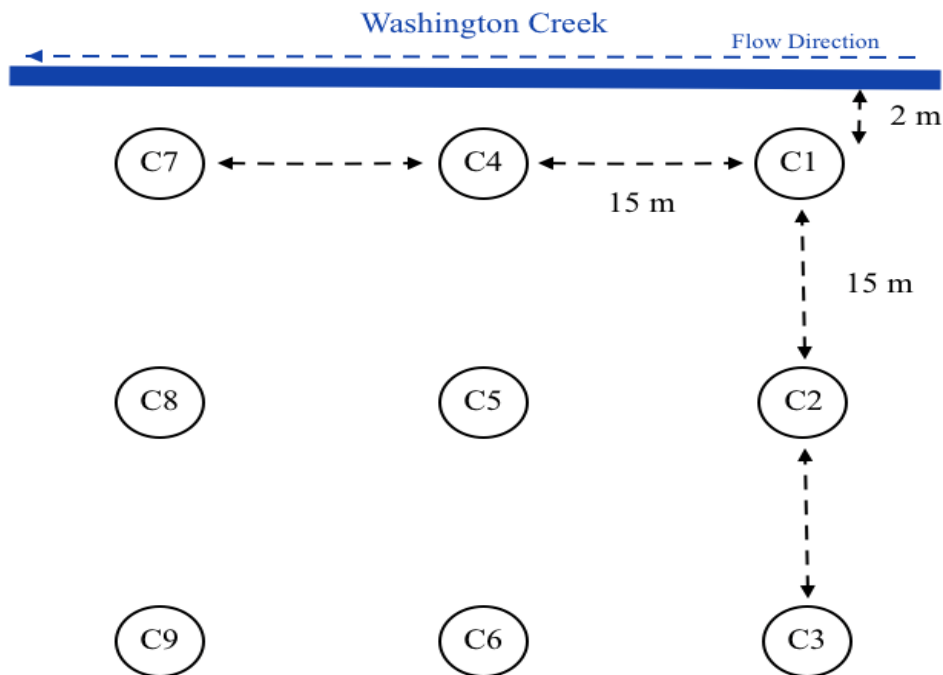 Washington Creek
Flow Direction
2 m
C7
C4
C1
15 m
15 m
C8
C5
C2
C9
C6
C3